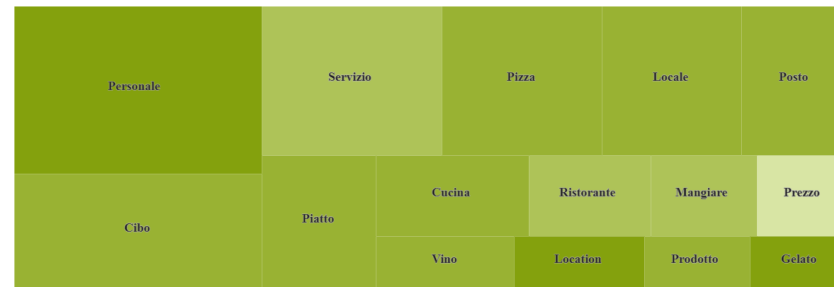 Personale
Servizio
Pizza
Locale
Posto
Cibo
Piatto
Cucina
Ristorante
Mangiare
Prezzo
Vino
Location
Prodotto
Gelato